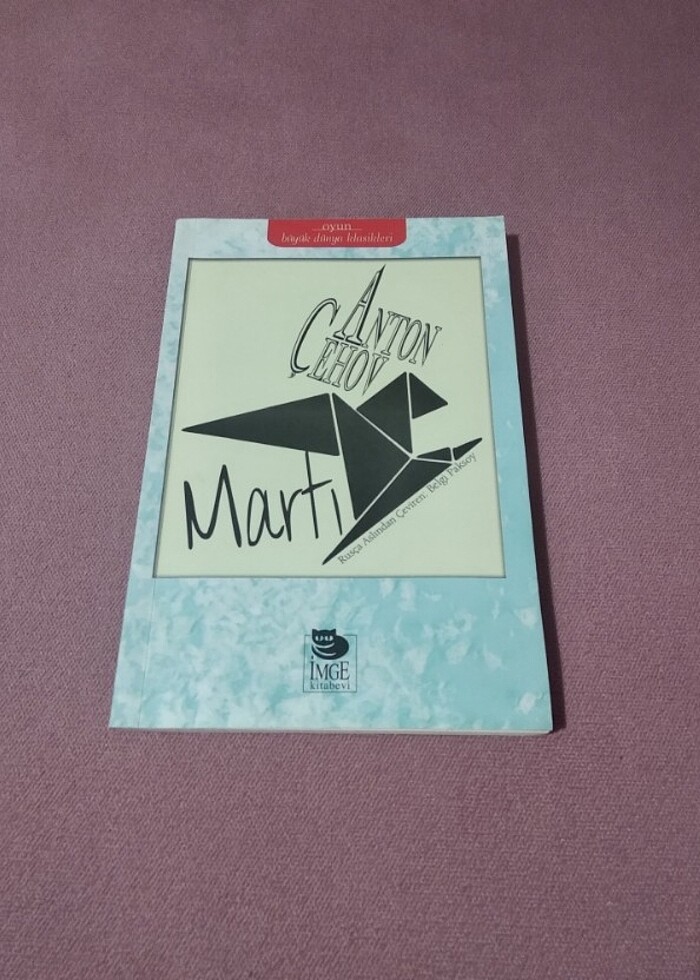 oyun
büyük dünya klasikleri
ANTON
ÇEHOV
Martı
Rusça Aslından Çeviren: Belgi Paksoy
İMGE
kitabevi